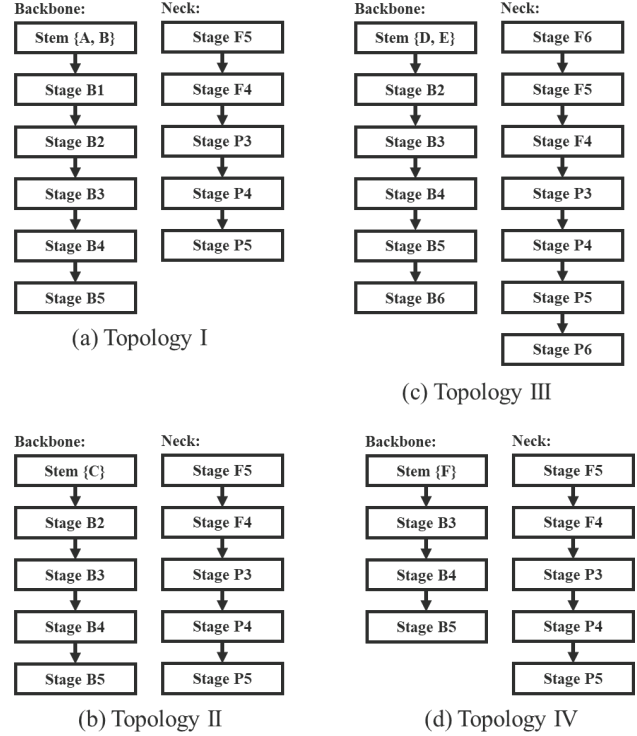 Backbone:
Stem {A, B}
Stage B1
Stage B2
Stage B3
Stage B4
Stage B5
Neck:
Stage F5
Stage F4
Stage P3
Stage P4
Stage P5
(a) Topology I
Backbone:
Stem {D, E}
Stage B2
Stage B3
Stage B4
Stage B5
Stage B6
Neck:
Stage F6
Stage F5
Stage F4
Stage P3
Stage P4
Stage P5
Stage P6
(c) Topology III
Backbone:
Stem {C}
Stage B2
Stage B3
Stage B4
Stage B5
Neck:
Stage F5
Stage F4
Stage P3
Stage P4
Stage P5
(b) Topology II
Backbone:
Stem {F}
Stage B3
Stage B4
Stage B5
Neck:
Stage F5
Stage F4
Stage P3
Stage P4
Stage P5
(d) Topology IV